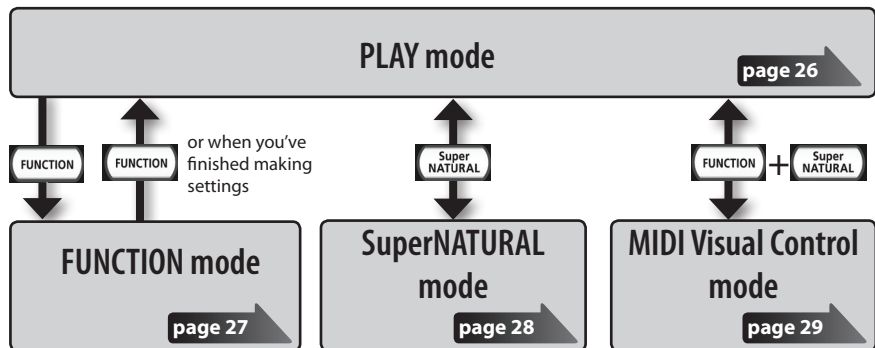 PLAY mode
page 26
FUNCTION
FUNCTION
or when you've
finished making
settings
Super
NATURAL
FUNCTION
+
Super
NATURAL
FUNCTION mode
page 27
SuperNATURAL
mode
page 28
MIDI Visual Control
mode
page 29